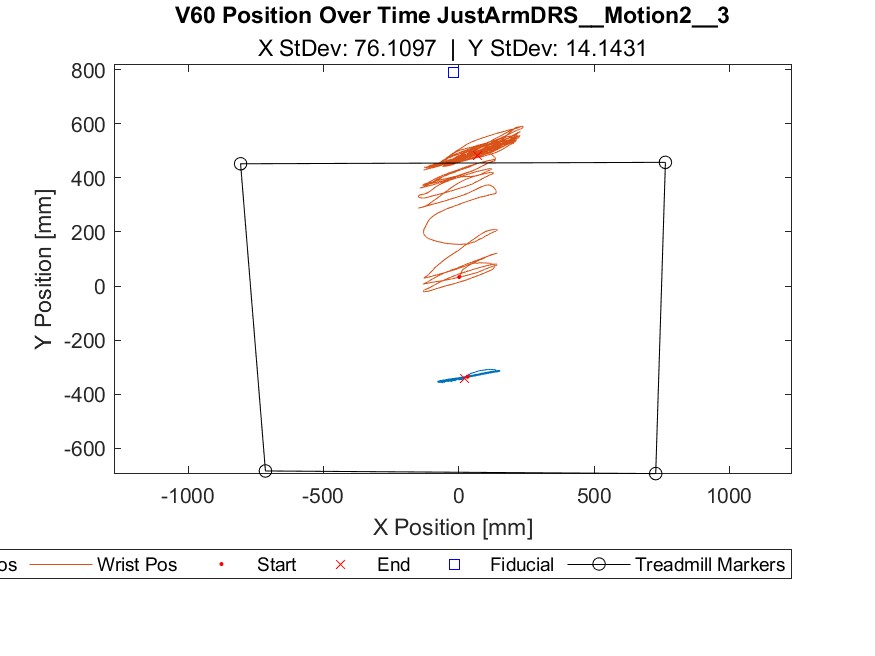 V60 Position Over Time JustArmDRS__Motion2__3
X StDev: 76.1097 | Y StDev: 14.1431
800
600
400
200
0
-200
-400
-600
Y Position [mm]
-1000 -500 0 500 1000
X Position [mm]
os Wrist Pos Start End Fiducial Treadmill Markers